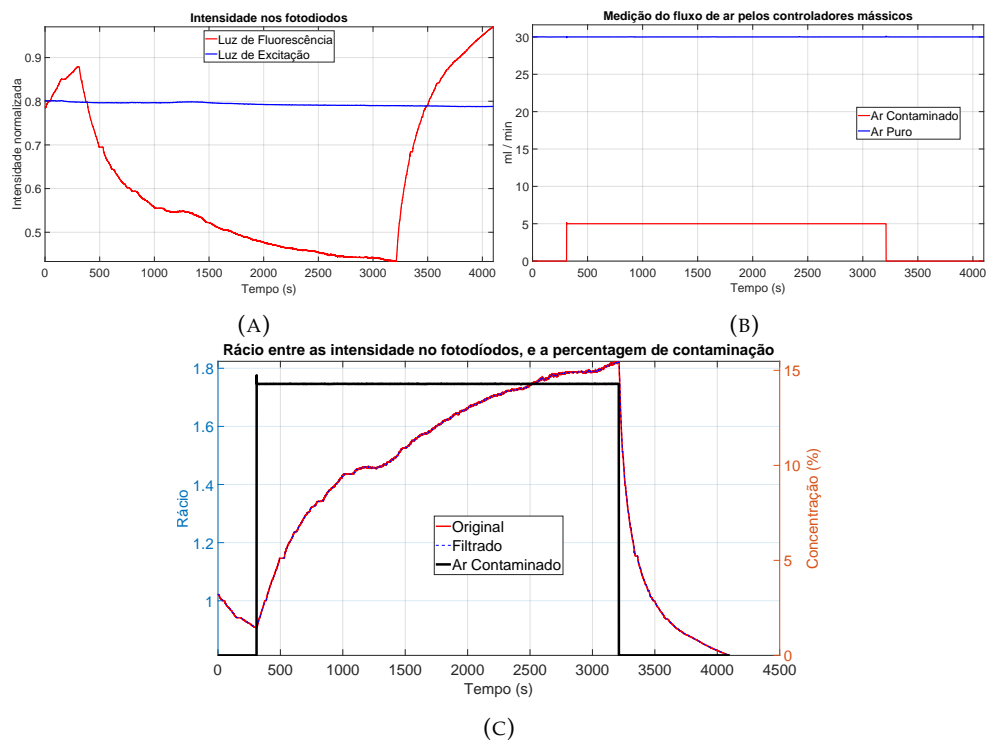 Intensidade nos fotodiodos
Luz de Fluorescência
Luz de Excitação
Intensidade normalizada
0.9
0.8
0.7
0.6
0.5
0 500 1000 1500 2000 2500 3000 3500 4000
Tempo (s)
(A)
Medição do fluxo de ar pelos controladores mássicos
Ar Contaminado
Ar Puro
ml / min
30
25
20
15
10
5
0
0 500 1000 1500 2000 2500 3000 3500 4000
Tempo (s)
(B)
Rácio entre as intensidade no fotodíodos, e a percentagem de contaminação
Rácio
1.8
1.6
1.4
1.2
1
Original
Filtrado
Ar Contaminado
15
10
5
0
Concentração (%)
0 500 1000 1500 2000 2500 3000 3500 4000 4500
Tempo (s)
(C)